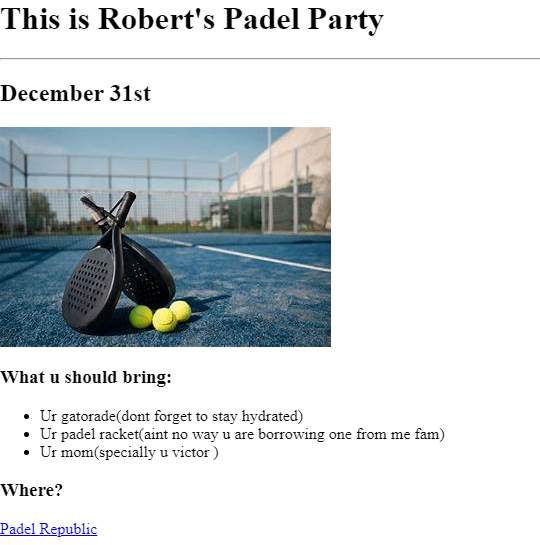 This is Robert's Padel Party
December 31st
What u should bring:
Ur gatorade(dont forget to stay hydrated)
Ur padel racket(aint no way u are borrowing one from me fam)
Ur mom(specially u victor )
Where?
Padel Republic